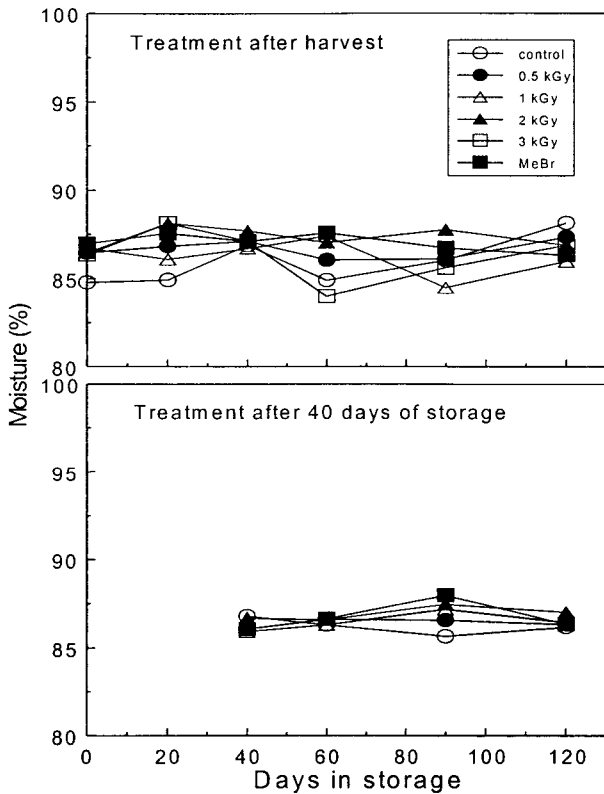 100
95
90
85
80
Treatment after harvest
control
0.5 kGy
1 kGy
2 kGy
3 kGy
MeBr
Moisture (%)
100
95
90
85
80
Treatment after 40 days of storage
0 20 40 60 80 100 120
Days in storage